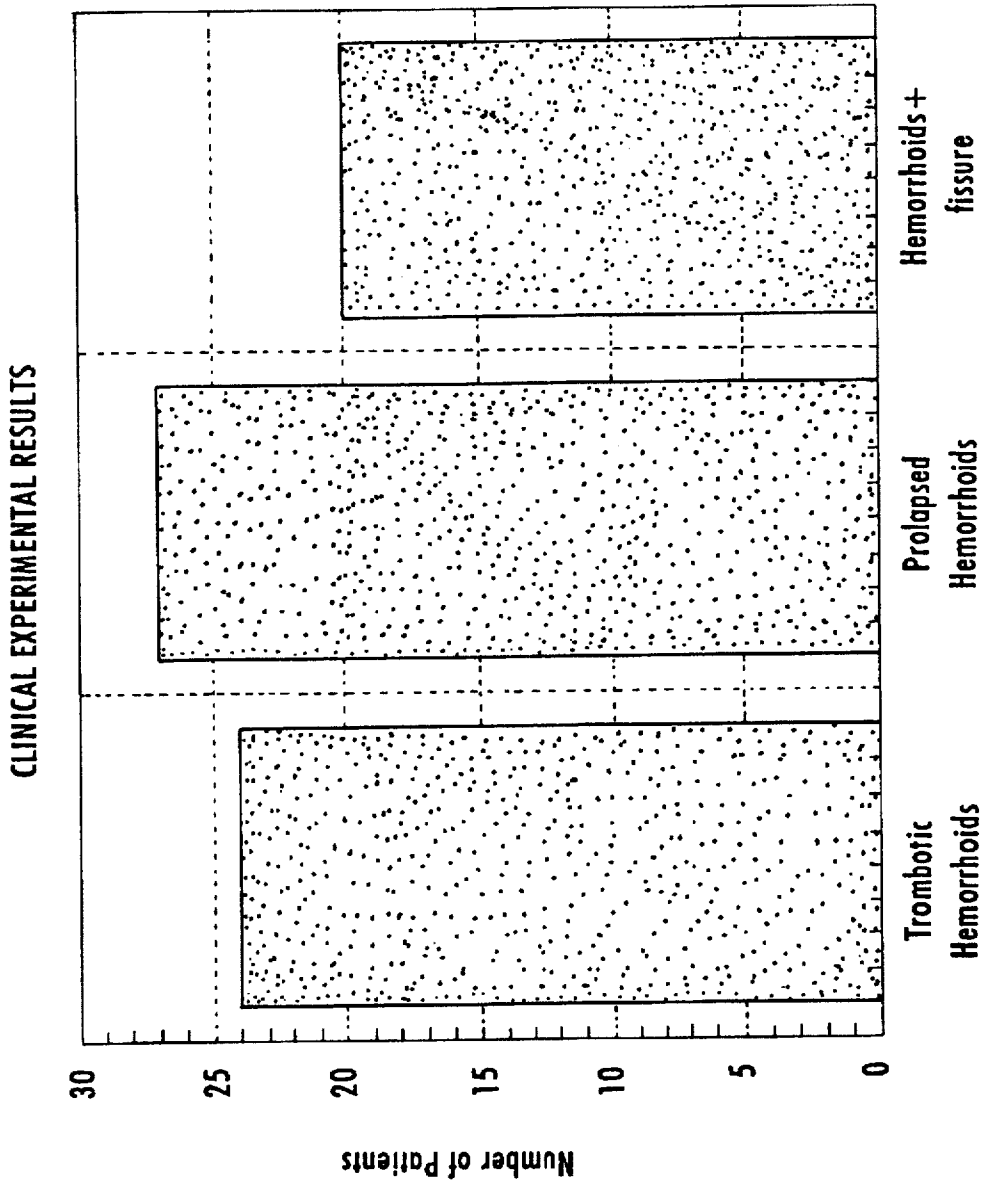 CLINICAL EXPERIMENTAL RESULTS
Number of Patients
30
25
20
15
10
5
0
Trombotic
Hemorrhoids
Prolapsed
Hemorrhoids
Hemorrhoids+
fissure